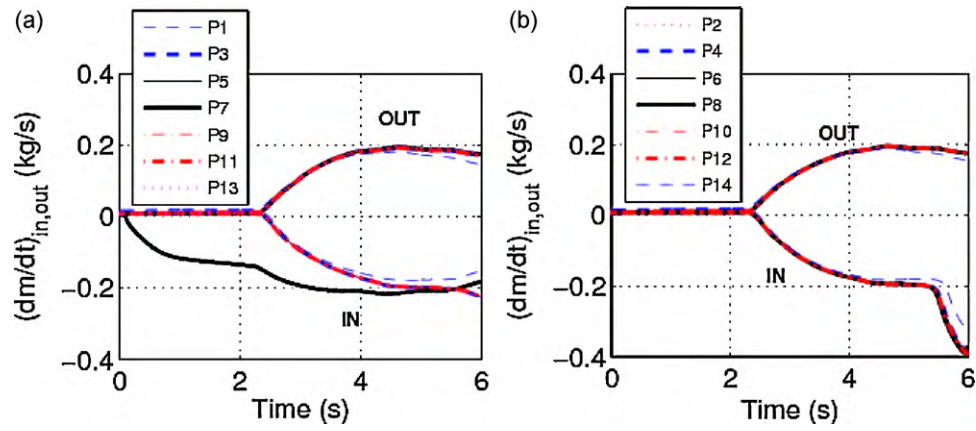 (a)
P1
P3
P5
P7
P9
P11
P13
0.4
0.2
0
−0.2
−0.4
OUT
IN
(dm/dt)in,out (kg/s)
0
2
4
6
Time (s)
(b)
P2
P4
P6
P8
P10
P12
P14
0.4
0.2
0
−0.2
−0.4
OUT
IN
(dm/dt)in,out (kg/s)
0
2
4
6
Time (s)